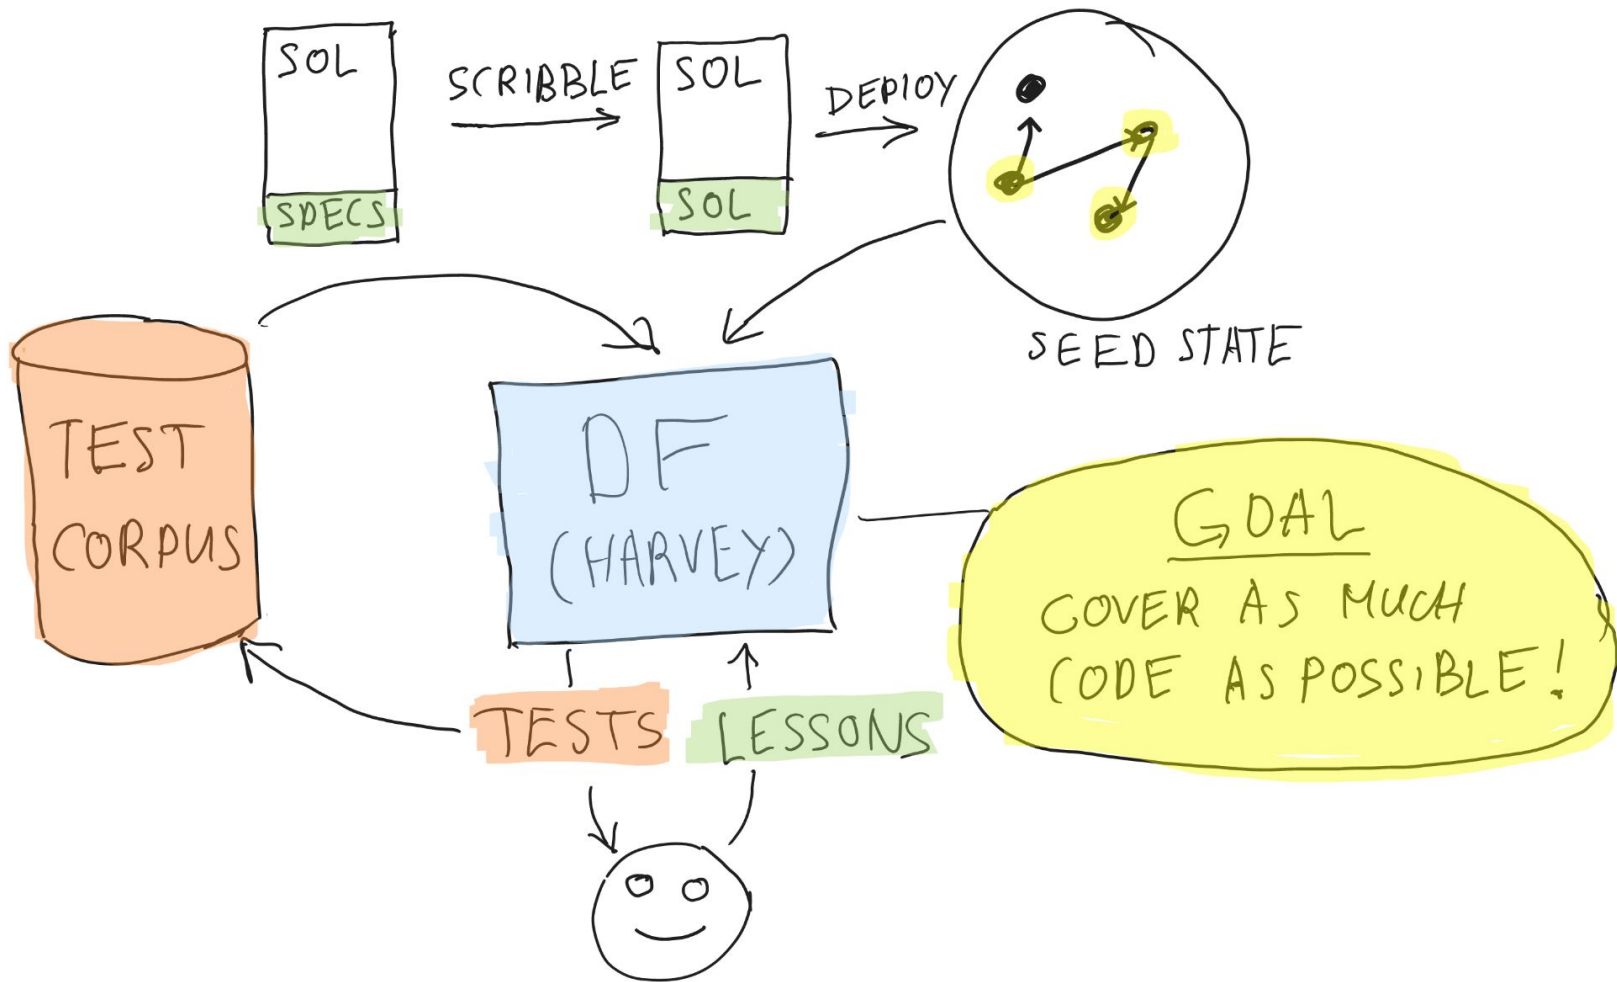 SOL
SCRIBBLE
SOL
DEPLOY
SPECS
SOL
SEED STATE
TEST
CORPUS
DF
(HARVEY)
GOAL
COVER AS MUCH
CODE AS POSSIBLE!
TESTS
LESSONS